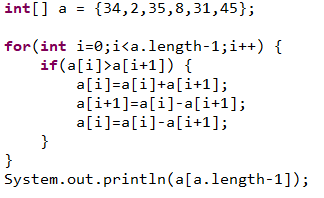 int[] a = {34,2,35,8,31,45};
for(int i=0;i<a.length-1;i++) {
if(a[i]>a[i+1]) {
a[i]=a[i]+a[i+1];
a[i+1]=a[i]-a[i+1];
a[i]=a[i]-a[i+1];
}
}
System.out.println(a[a.length-1]);